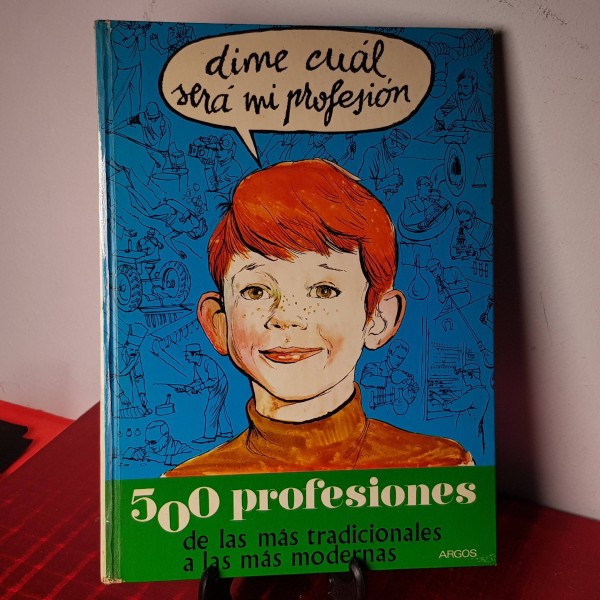 dime cuál
será mi profesión
500 profesiones
de las más tradicionales
a las más modernas
ARGOS